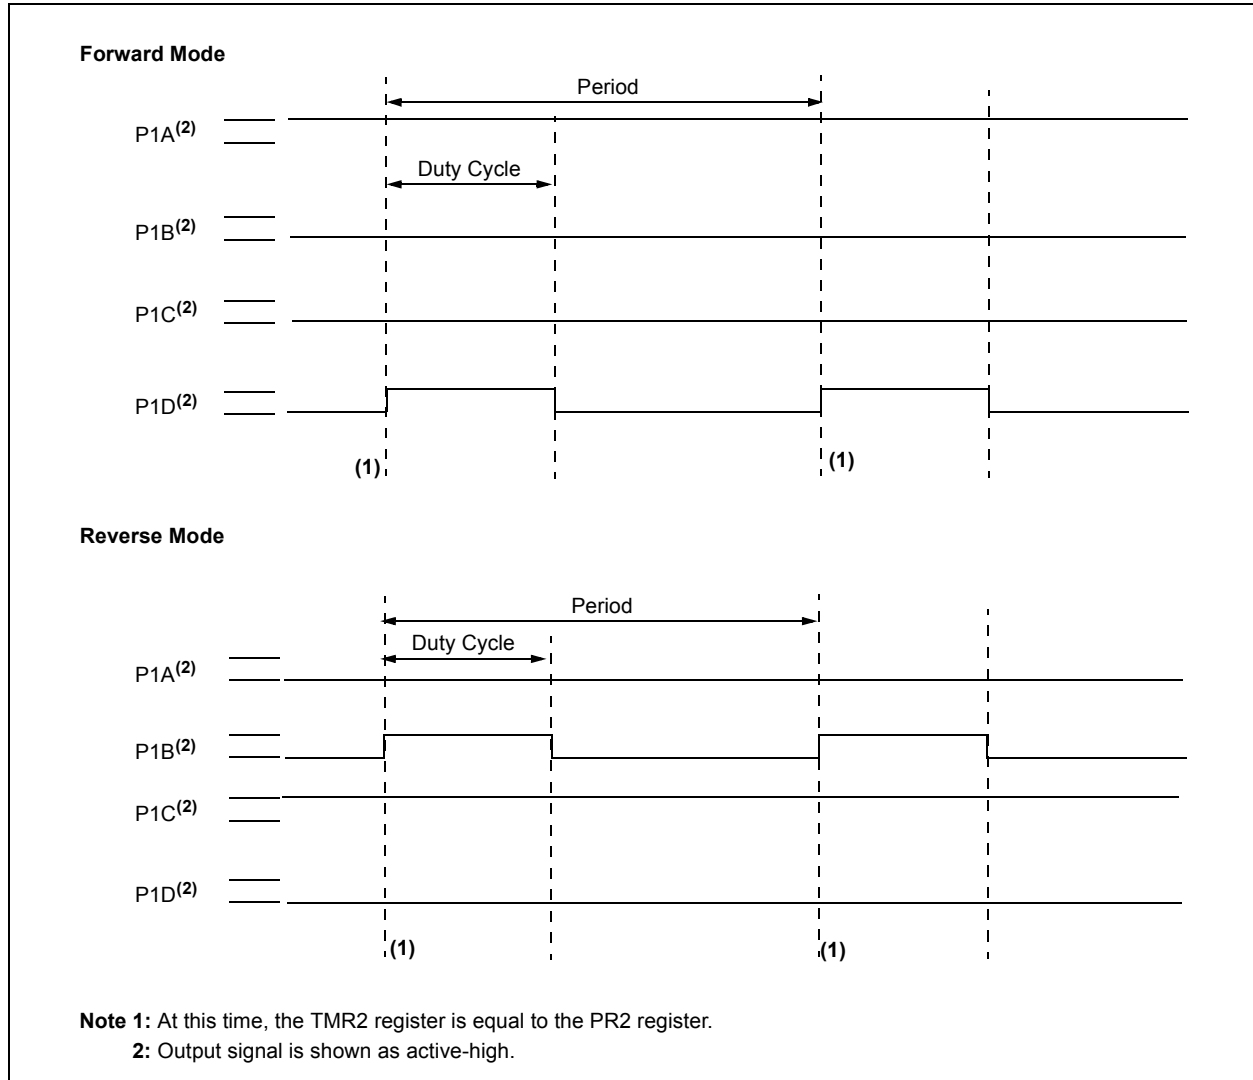 Forward Mode
Period
P1A(2)
Duty Cycle
P1B(2)
P1C(2)
P1D(2)
(1)
(1)
Reverse Mode
Period
Duty Cycle
P1A(2)
P1B(2)
P1C(2)
P1D(2)
(1)
(1)
Note 1: At this time, the TMR2 register is equal to the PR2 register.
2: Output signal is shown as active-high.